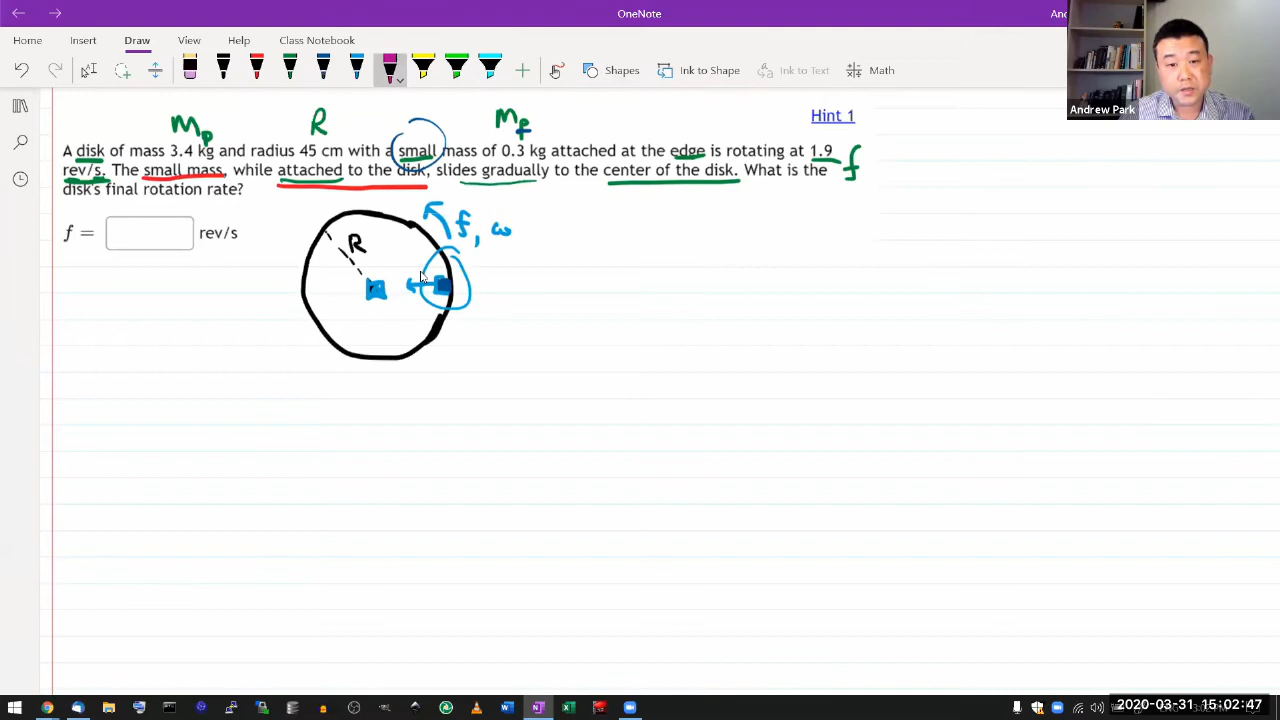 OneNote
And
Home Insert Draw View Help Class Notebook
Shapes Ink to Shape Ink to Text Math
Andrew Park
Hint 1
R
A disk of mass 3.4 kg and radius 45 cm with a small mass of 0.3 kg attached at the edge is rotating at 1.9
f
rev/s. The small mass, while attached to the disk, slides gradually to the center of the disk. What is the
disk's final rotation rate?
f = rev/s
f, ω
R
2020-03-31 15:02:47